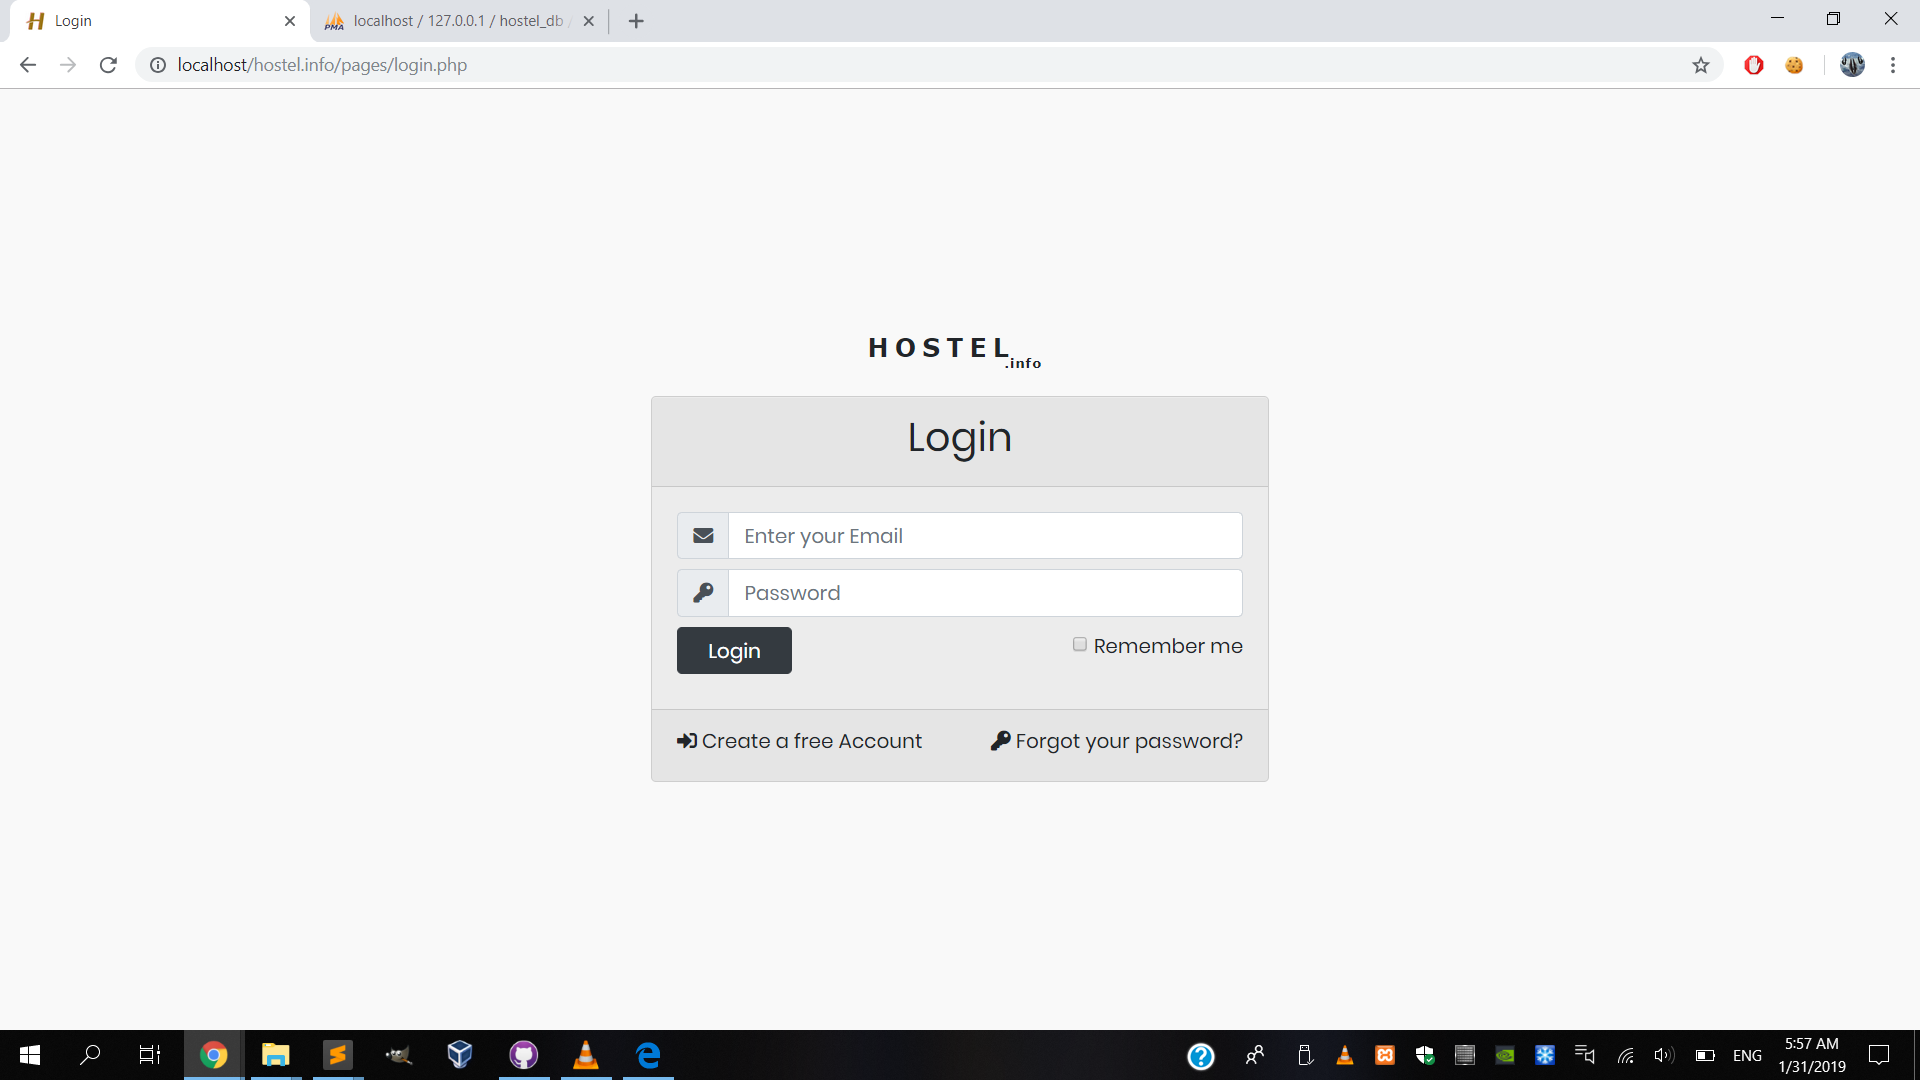 Login
localhost / 127.0.0.1 / hostel_db
localhost/hostel.info/pages/login.php
HOSTEL.info
Login
Enter your Email
Password
Login
Remember me
Create a free Account
Forgot your password?
ENG
5:57 AM
1/31/2019